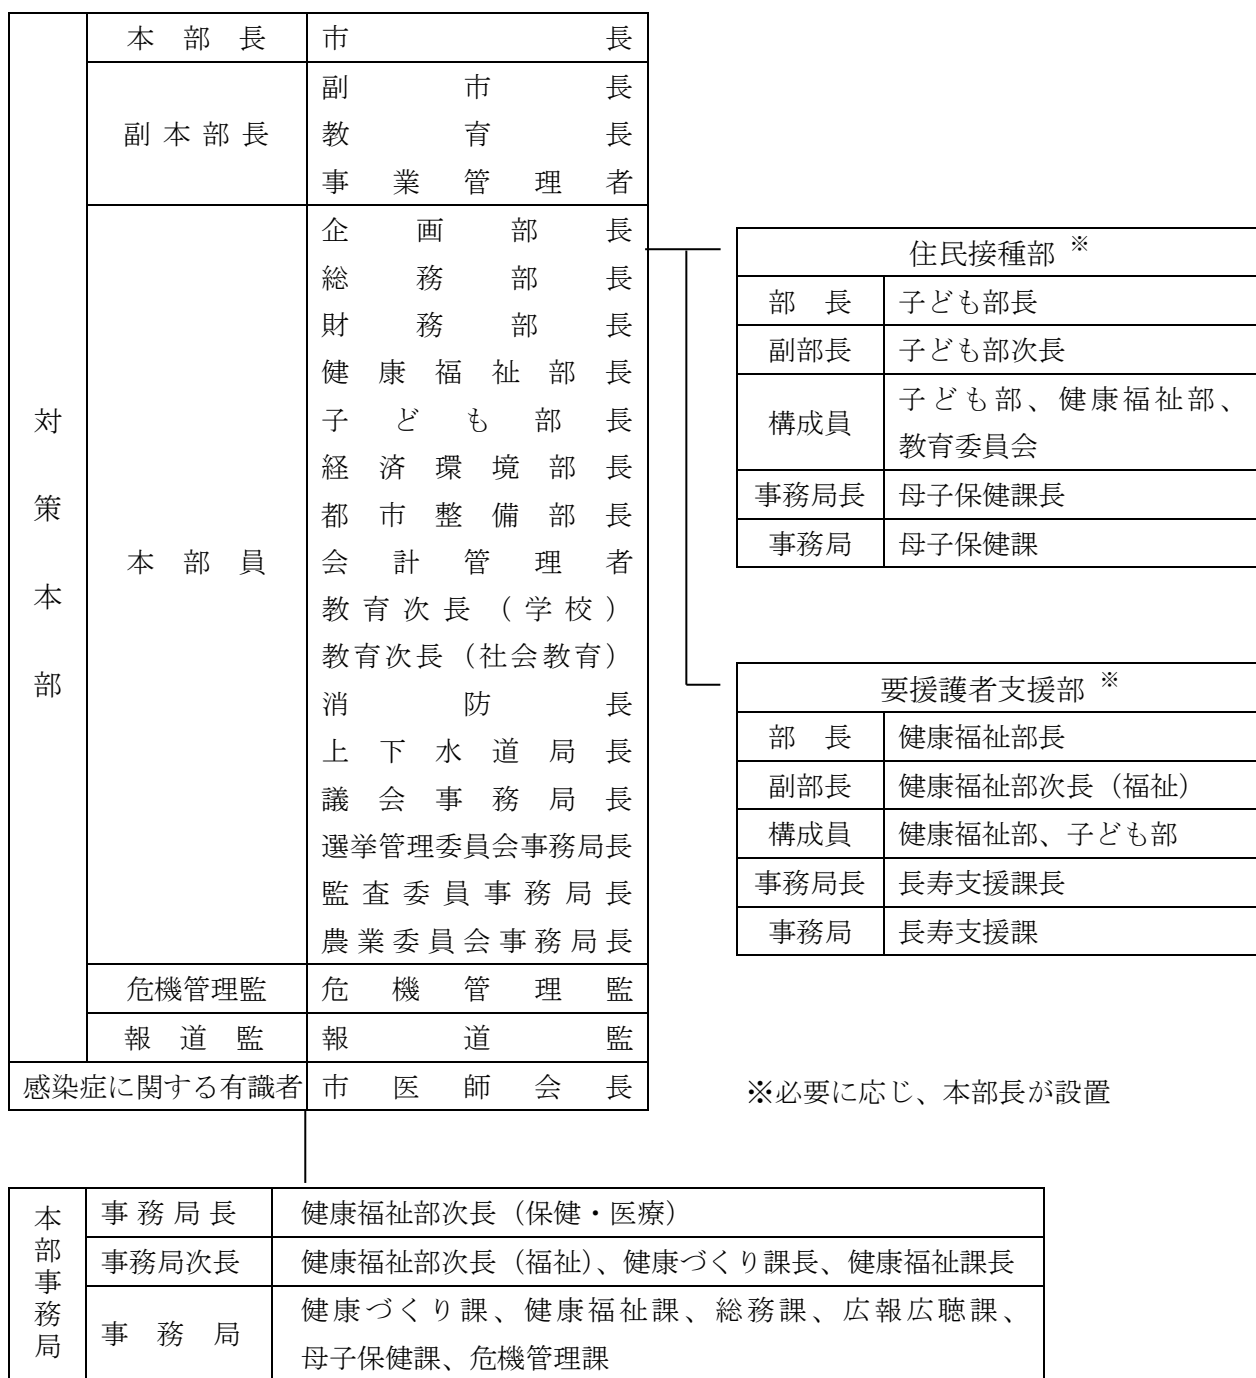 対策本部
本部長 市長
副本部長 副市長
教育長
事業管理者
本部員 企画部長
総務部長
財務部長
健康福祉部長
子ども部長
経済環境部長
都市整備部長
会計管理者
教育次長（学校）
教育次長（社会教育）
消防長
上下水道局長
議会事務局長
選挙管理委員会事務局長
監査委員事務局長
農業委員会事務局長
危機管理監 危機管理監
報道監 報道監
感染症に関する有識者 市医師会長
住民接種部 ※
部長 子ども部長
副部長 子ども部次長
構成員 子ども部、健康福祉部、
教育委員会
事務局長 母子保健課長
事務局 母子保健課
要援護者支援部 ※
部長 健康福祉部長
副部長 健康福祉部次長（福祉）
構成員 健康福祉部、子ども部
事務局長 長寿支援課長
事務局 長寿支援課
※必要に応じ、本部長が設置
本部事務局
事務局長 健康福祉部次長（保健・医療）
事務局次長 健康福祉部次長（福祉）、健康づくり課長、健康福祉課長
事務局 健康づくり課、健康福祉課、総務課、広報広聴課、
母子保健課、危機管理課